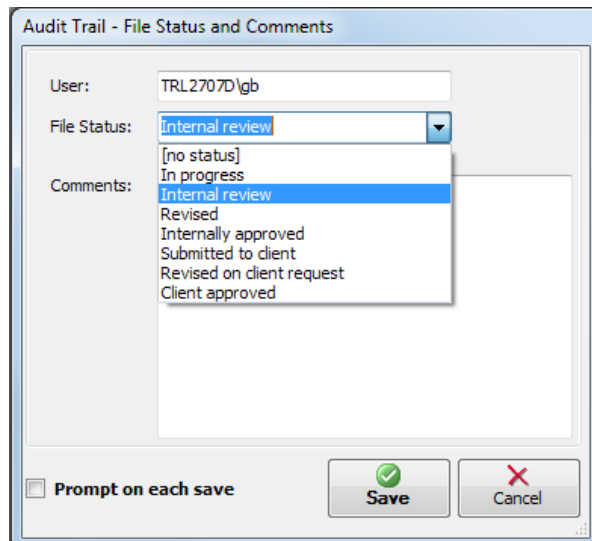 Audit Trail - File Status and Comments
User: TRL2707D\gb
File Status: Internal review
[no status]
In progress
Comments:
Internal review
Revised
Internally approved
Submitted to client
Revised on client request
Client approved
Prompt on each save
Save
Cancel